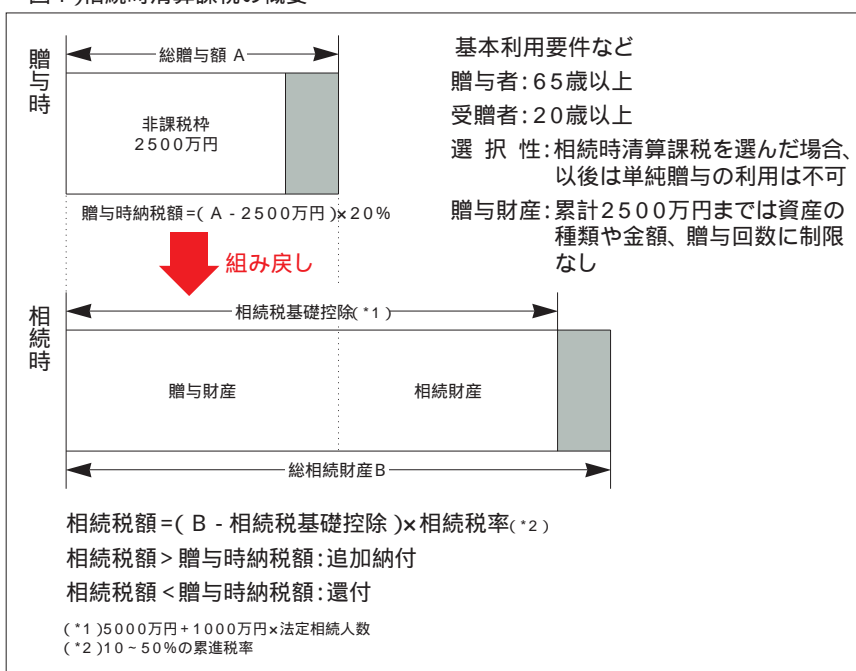 贈与時
総贈与額 A
非課税枠
2500万円
贈与時納税額=( A - 2500万円 )×20%
組み戻し
基本利用要件など
贈与者:65歳以上
受贈者:20歳以上
選 択 性:相続時清算課税を選んだ場合、
以後は単純贈与の利用は不可
贈与財産:累計2500万円までは資産の
種類や金額、贈与回数に制限
なし
相続時
相続税基礎控除( *1 )
贈与財産
相続財産
総相続財産B
相続税額=( B - 相続税基礎控除 )×相続税率( *2 )
相続税額>贈与時納税額:追加納付
相続税額<贈与時納税額:還付
( *1 )5000万円+1000万円×法定相続人数
( *2 )10~50%の累進税率